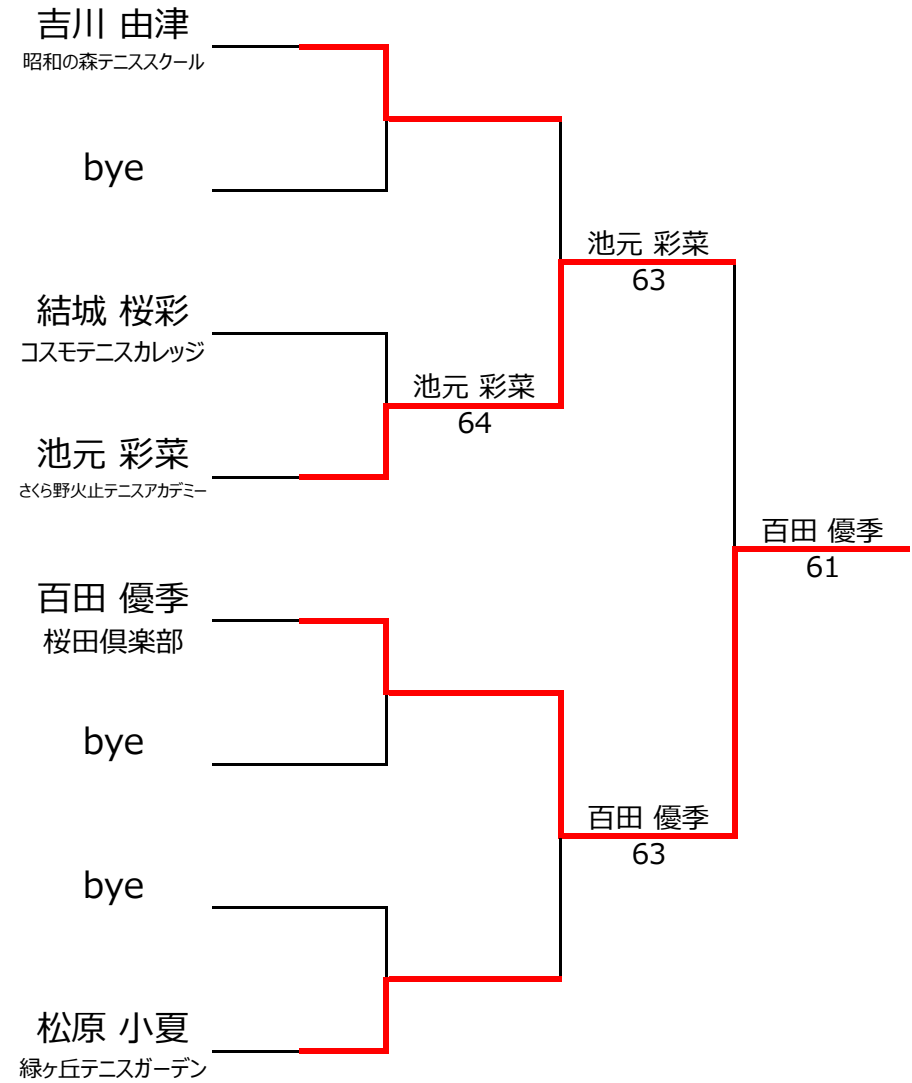 吉川 由津
昭和の森テニススクール
bye
池元 彩菜
63
結城 桜彩
コスモテニスカレッジ
池元 彩菜
64
池元 彩菜
さくら野火止テニスアカデミー
百田 優季
61
百田 優季
桜田倶楽部
bye
百田 優季
63
bye
松原 小夏
緑ヶ丘テニスガーデン